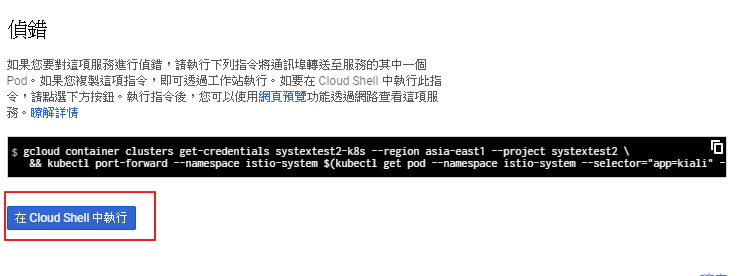 偵錯
如果您要對這項服務進行偵錯，請執行下列指令將通訊埠轉送至服務的其中一個
Pod。如果您複製這項指令，即可透過工作站執行。如要在 Cloud Shell 中執行此指
令，請點選下方按鈕。執行指令後，您可以使用網頁預覽功能透過網路查看這項服
務。瞭解詳情
$ gcloud container clusters get-credentials systextest2-k8s --region asia-east1 --project systextest2 \
&& kubectl port-forward --namespace istio-system $(kubectl get pod --namespace istio-system --selector="app=kiali" -
在 Cloud Shell 中執行